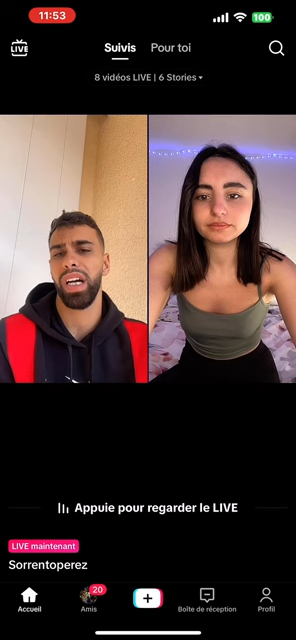 11:53
100
LIVE
Suivis
Pour toi
8 vidéos LIVE | 6 Stories
Appuie pour regarder le LIVE
LIVE maintenant
Sorrentoperez
20
Accueil
Amis
Boîte de réception
Profil